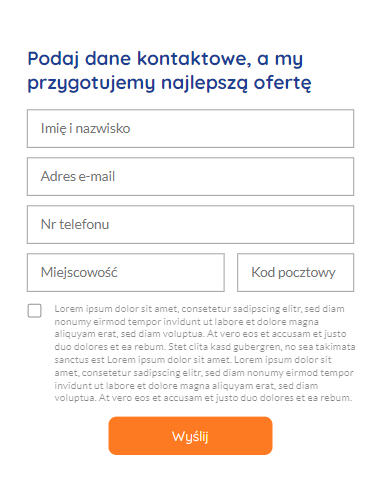 Podaj dane kontaktowe, a my
przygotujemy najlepszą ofertę
Imię i nazwisko
Adres e-mail
Nr telefonu
Miejscowość Kod pocztowy
Lorem ipsum dolor sit amet, consetetur sadipscing elitr, sed diam
nonumy eirmod tempor invidunt ut labore et dolore magna
aliquyam erat, sed diam voluptua. At vero eos et accusam et justo
duo dolores et ea rebum. Stet clita kasd gubergren, no sea takimata
sanctus est Lorem ipsum dolor sit amet. Lorem ipsum dolor sit
amet, consetetur sadipscing elitr, sed diam nonumy eirmod tempor
invidunt ut labore et dolore magna aliquyam erat, sed diam
voluptua. At vero eos et accusam et justo duo dolores et ea rebum.
Wyślij